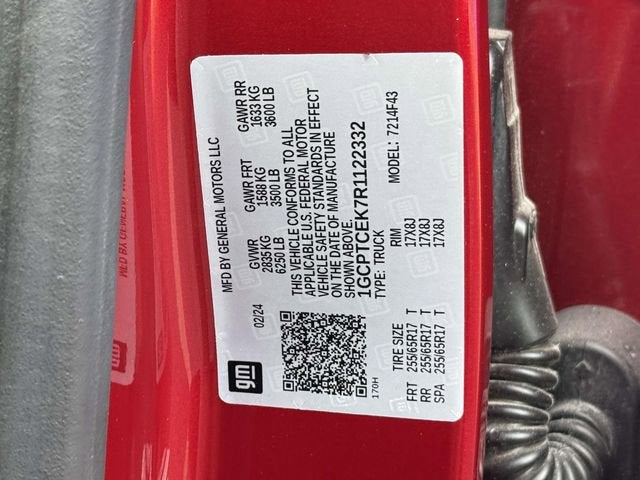 gm
MFD BY GENERAL MOTORS LLC
02/24
GVWR GAWR FRT GAWR RR
2835KG 1588 KG 1633 KG
6250 LB 3500 LB 3600 LB
THIS VEHICLE CONFORMS TO ALL
APPLICABLE U.S. FEDERAL MOTOR
VEHICLE SAFETY STANDARDS IN EFFECT
ON THE DATE OF MANUFACTURE
SHOWN ABOVE.
1GCPTCEK7R1122332
TYPE: TRUCK MODEL: 7214F43
170H
TIRE SIZE RIM
FRT 255/65R17 T 17X8J
RR 255/65R17 T 17X8J
SPA 255/65R17 T 17X8J